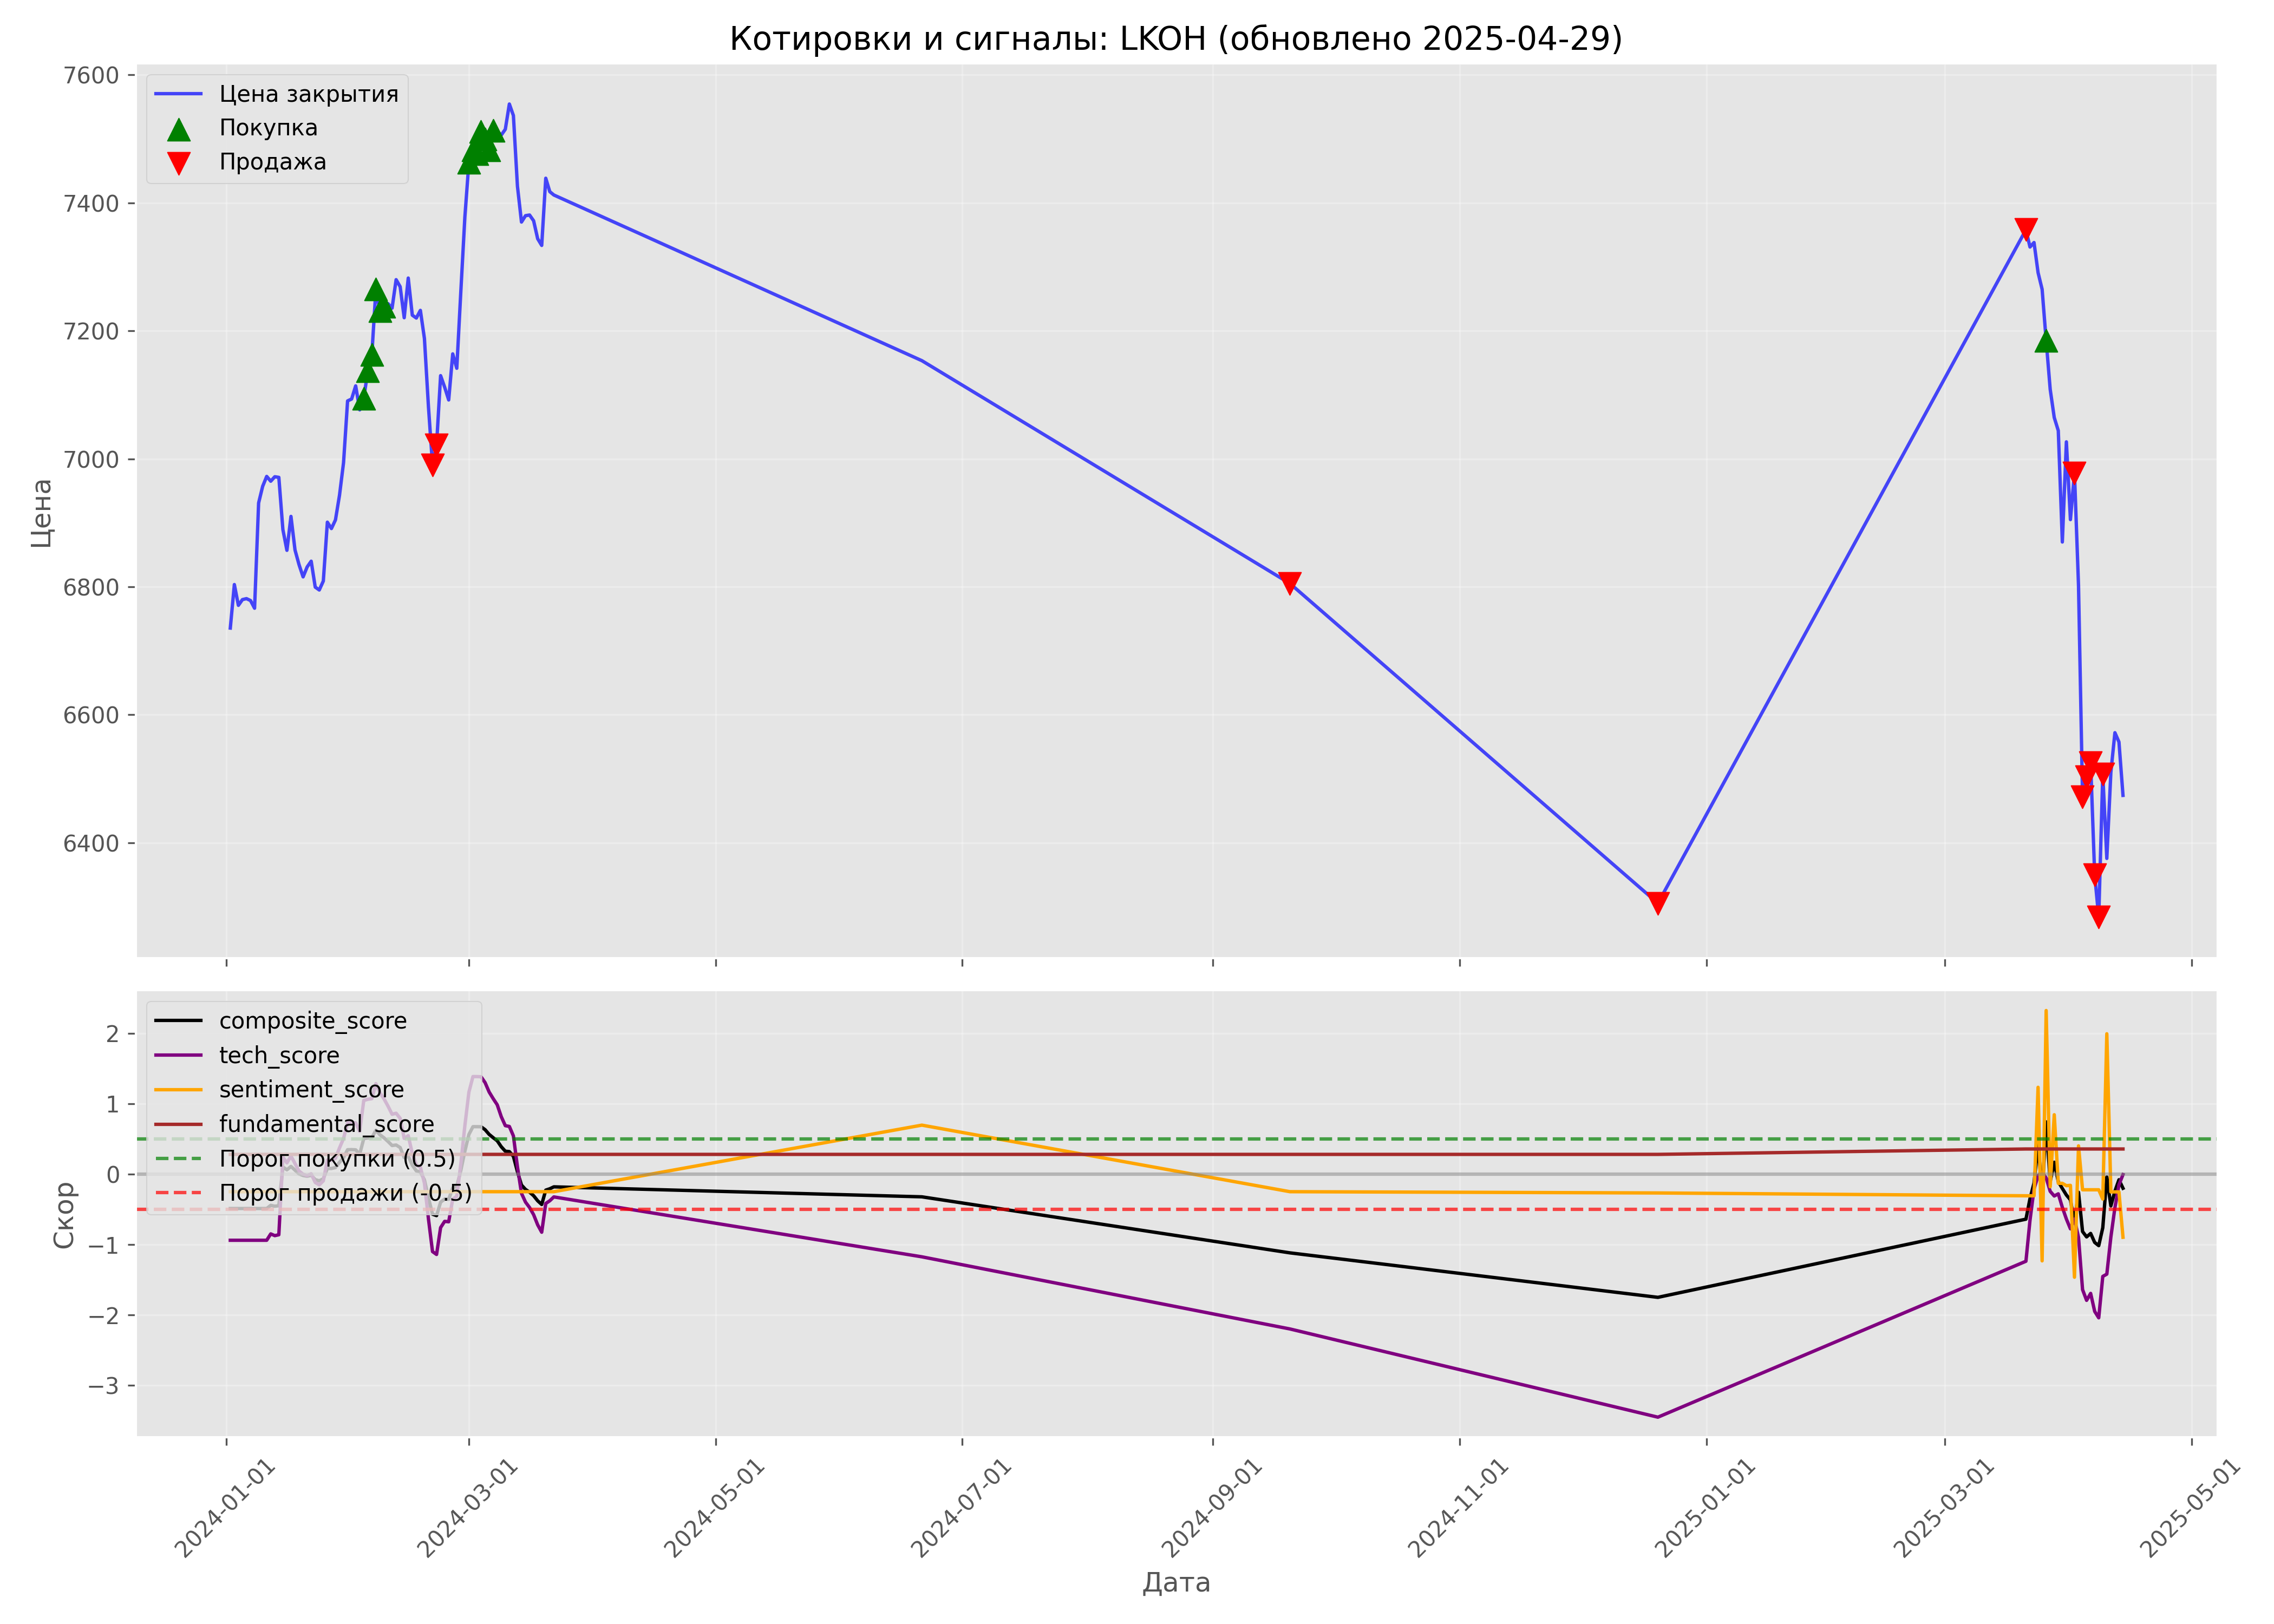 Котировки и сигналы: LKOH (обновлено 2025-04-29)
Цена закрытия
Покупка
Продажа
7600
7400
7200
7000
6800
6600
6400
Цена
composite_score
tech_score
sentiment_score
fundamental_score
Порог покупки (0.5)
Порог продажи (-0.5)
2
1
0
−1
−2
−3
Скор
2024-01-01
2024-03-01
2024-05-01
2024-07-01
2024-09-01
2024-11-01
2025-01-01
2025-03-01
2025-05-01
Дата